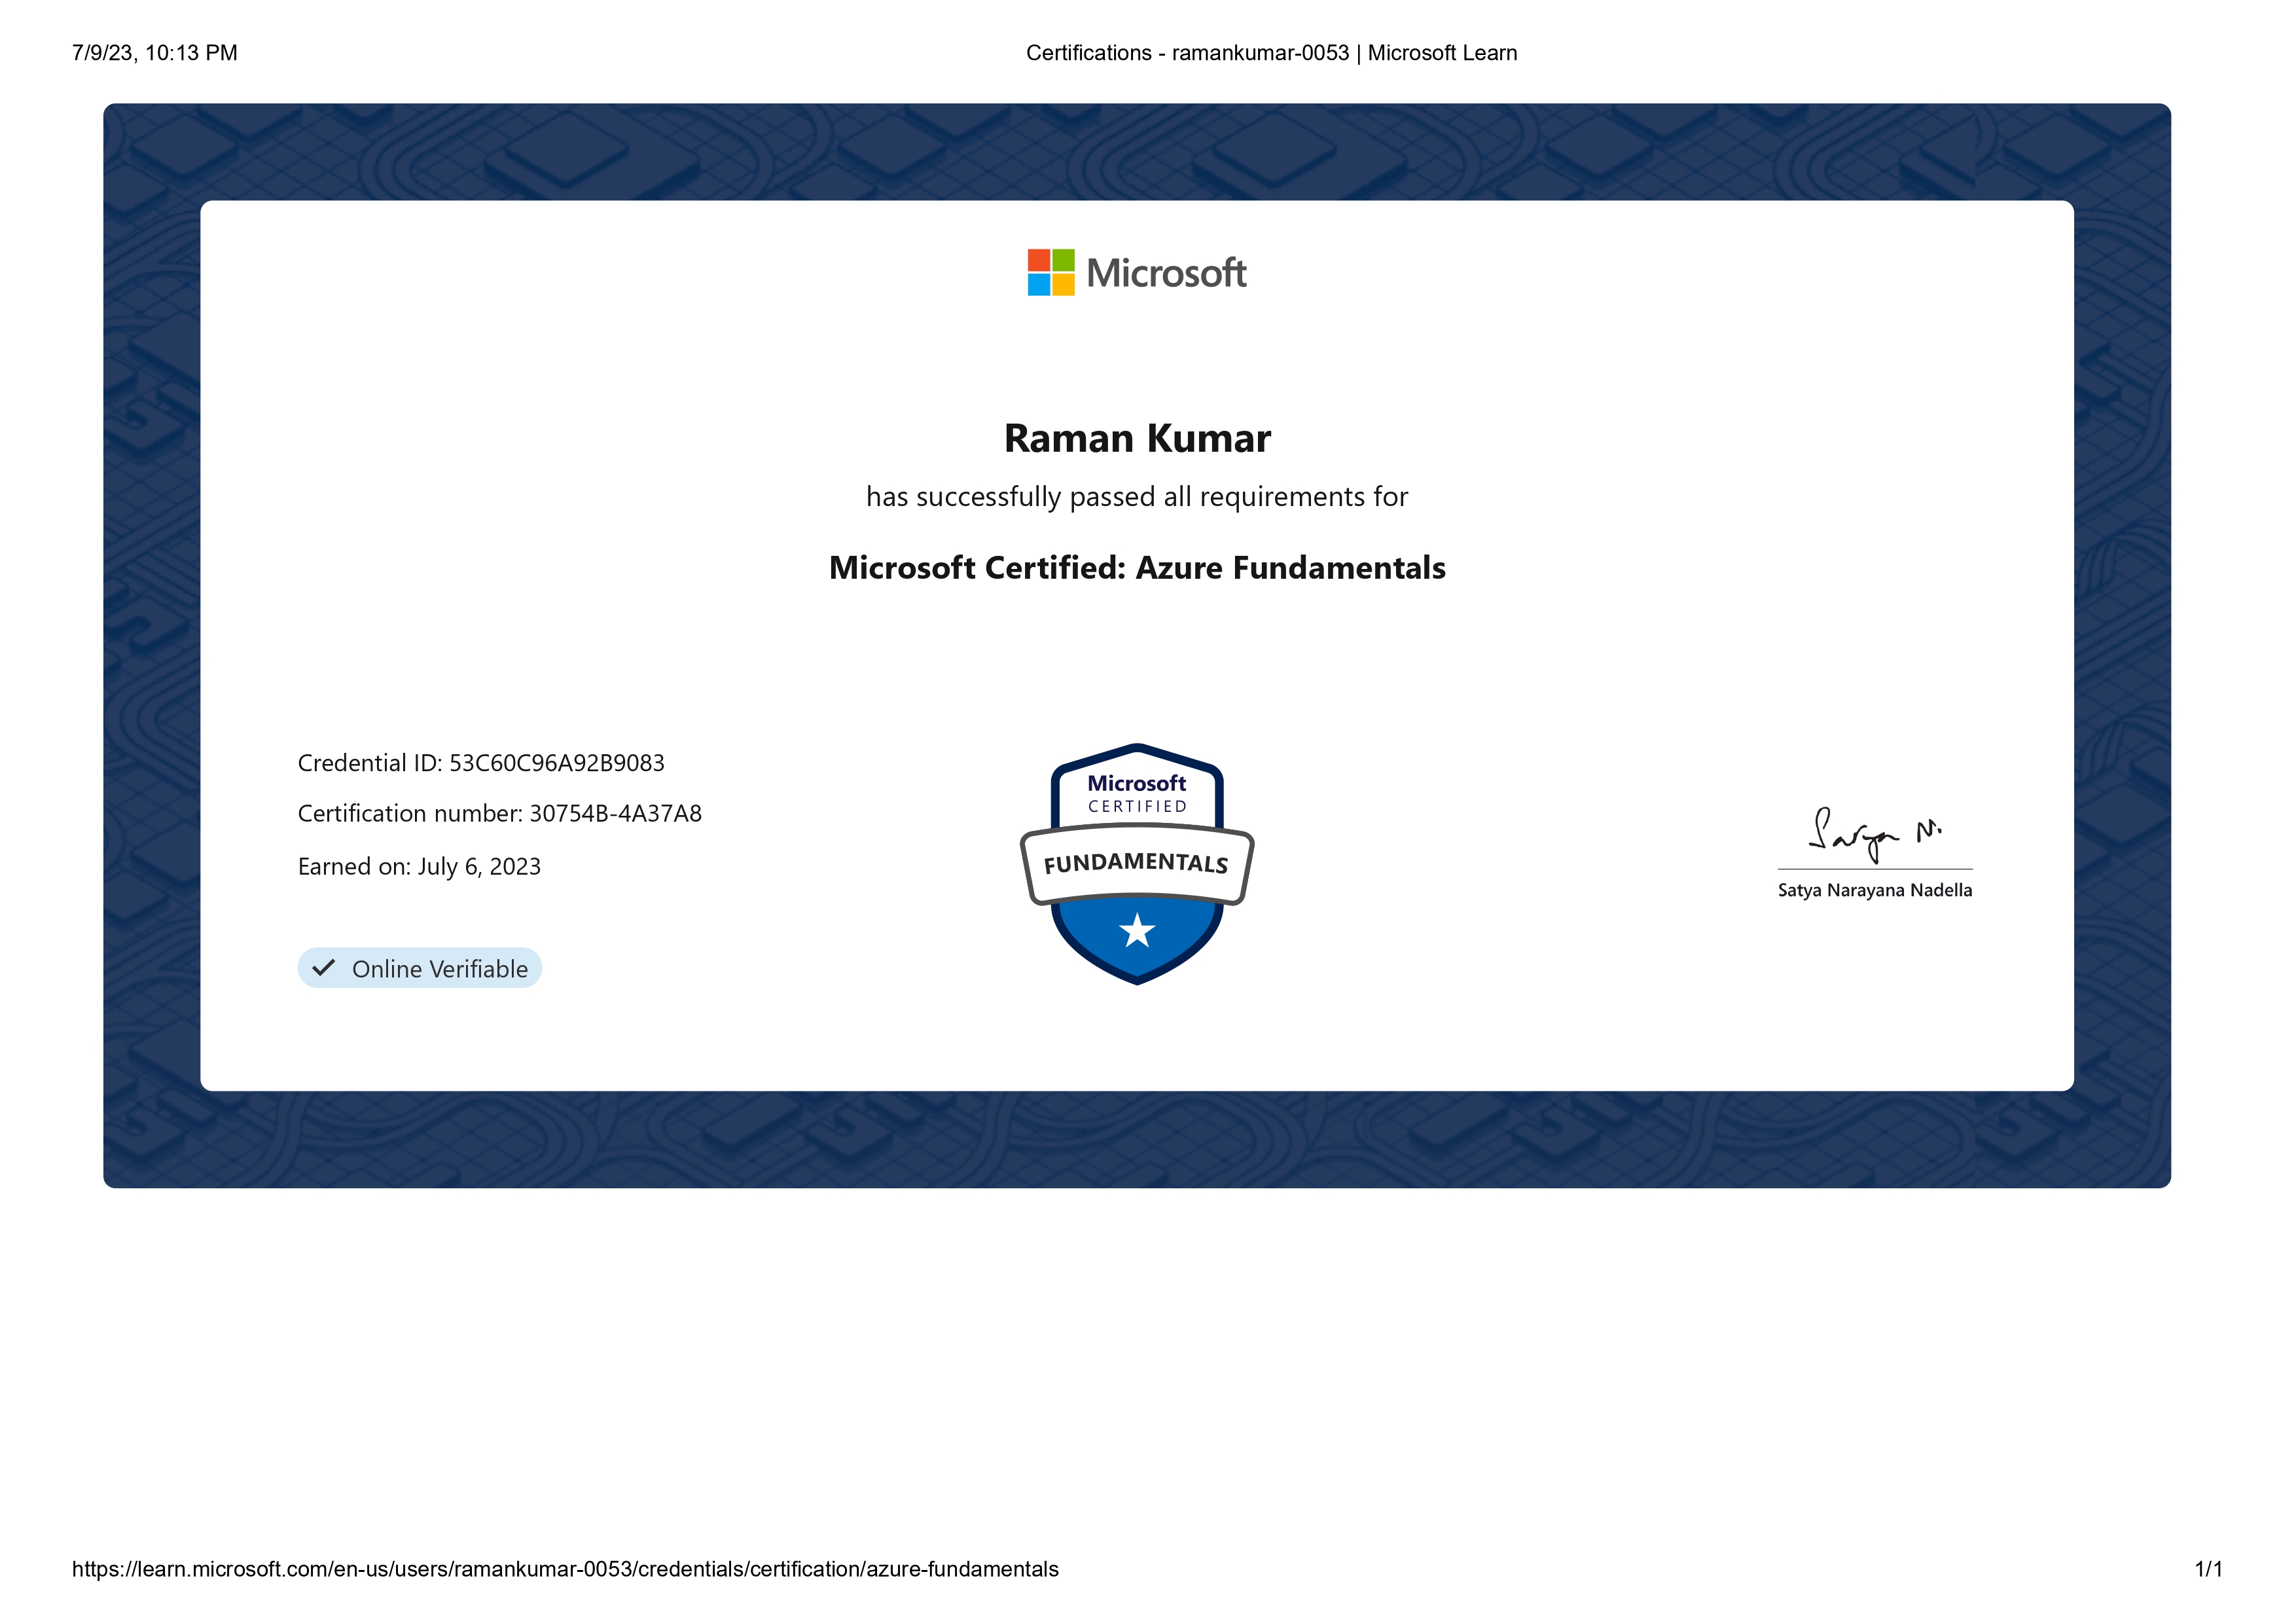 7/9/23, 10:13 PM
Certifications - ramankumar-0053 | Microsoft Learn
Microsoft
Raman Kumar
has successfully passed all requirements for
Microsoft Certified: Azure Fundamentals
Credential ID: 53C60C96A92B9083
Certification number: 30754B-4A37A8
Earned on: July 6, 2023
Online Verifiable
Microsoft
CERTIFIED
FUNDAMENTALS
Satya N.
Satya Narayana Nadella
https://learn.microsoft.com/en-us/users/ramankumar-0053/credentials/certification/azure-fundamentals
1/1